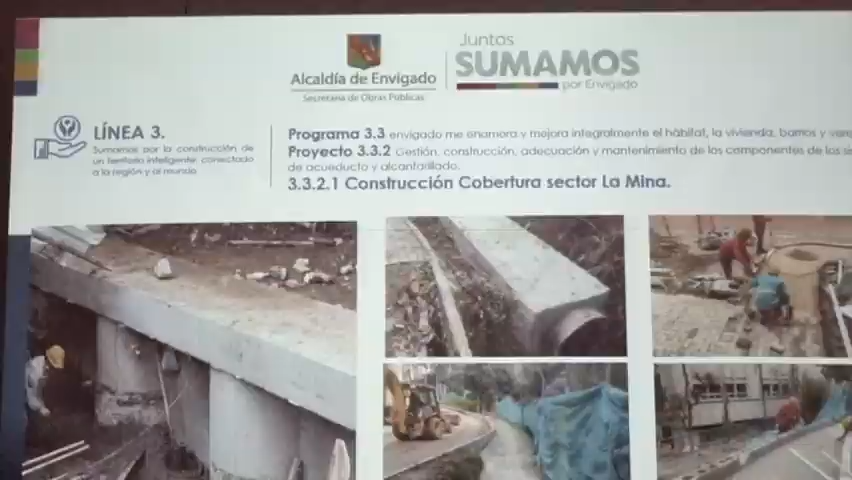 Alcaldía de Envigado
Secretaría de Obras Públicas
Juntos
SUMAMOS
por Envigado
LÍNEA 3.
Sumamos por la construcción de
un territorio inteligente, conectado
a la región y al mundo
Programa 3.3 envigado me enamora y mejora integralmente el hábitat, la vivienda, barrios y
Proyecto 3.3.2 Gestión, construcción, adecuación y mantenimiento de los componentes de los
de acueducto y alcantarillado.
3.3.2.1 Construcción Cobertura sector La Mina.